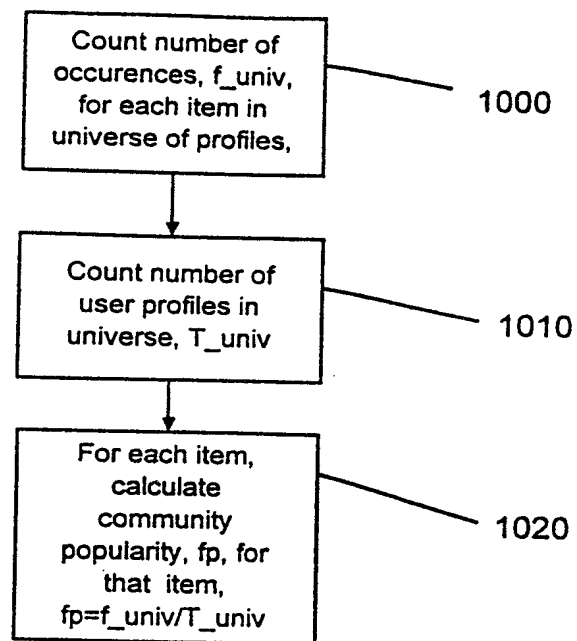 Count number of
occurences, f_univ,
for each item in
universe of profiles,
1000
Count number of
user profiles in
universe, T_univ
1010
For each item,
calculate
community
popularity, fp, for
that item,
fp=f_univ/T_univ
1020